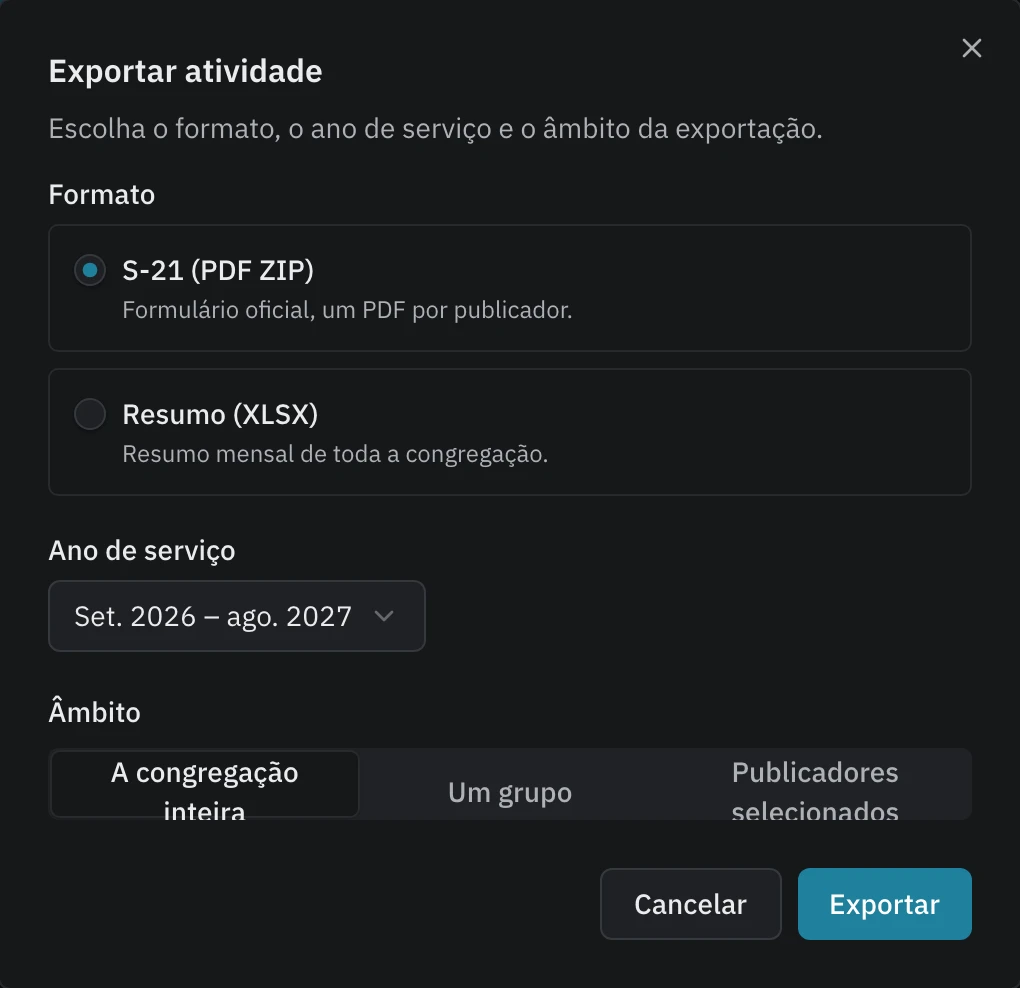 Exportar atividade
Escolha o formato, o ano de serviço e o âmbito da exportação.
Formato
S-21 (PDF ZIP)
Formulário oficial, um PDF por publicador.
Resumo (XLSX)
Resumo mensal de toda a congregação.
Ano de serviço
Set. 2026 – ago. 2027
Âmbito
A congregação
inteira
Um grupo
Publicadores
selecionados
Cancelar
Exportar